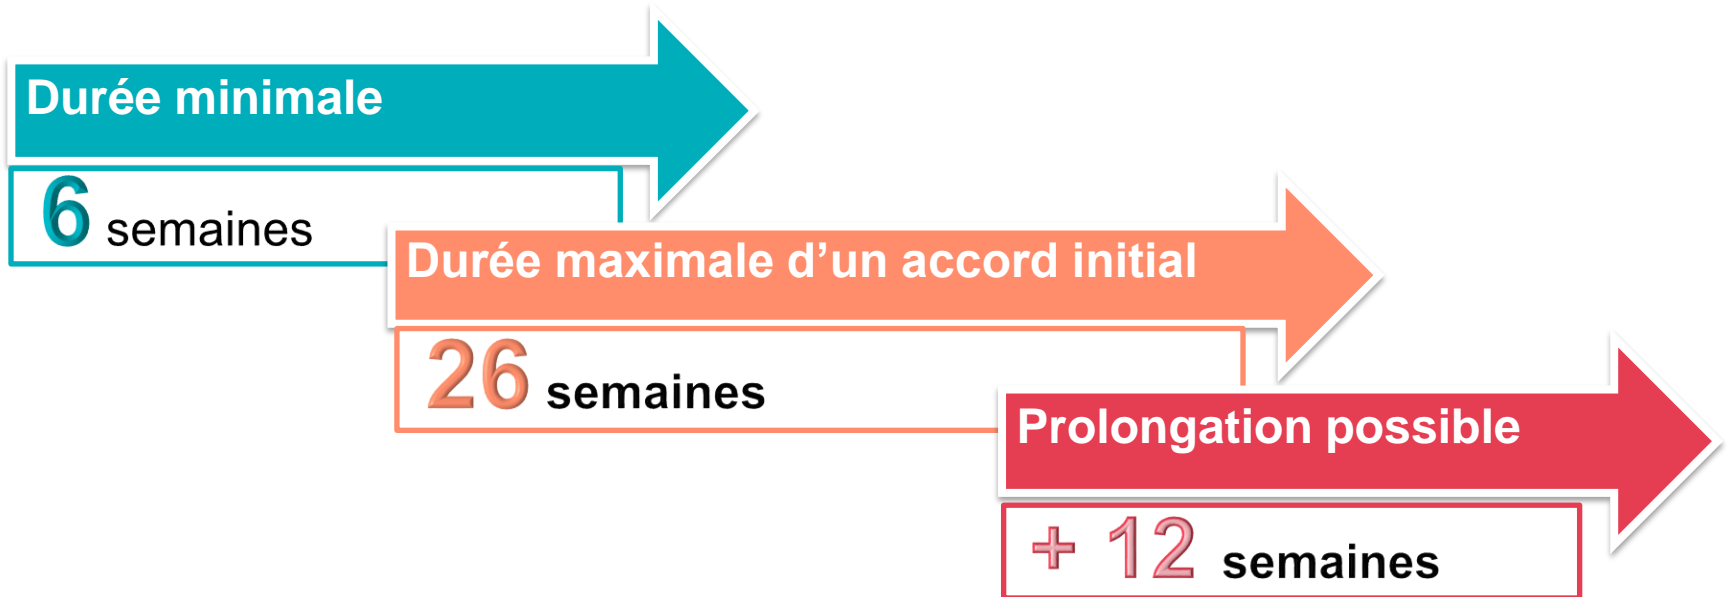 Durée minimale
6 semaines
Durée maximale d’un accord initial
26 semaines
Prolongation possible
+ 12 semaines